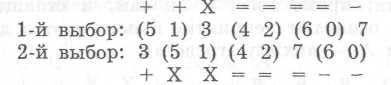 + + X = = = – –
1-й выбор: (5 1) 3 (4 2) (6 0) 7
2-й выбор: 3 (5 1) (4 2) 7 (6 0)
+ X X = = = – –